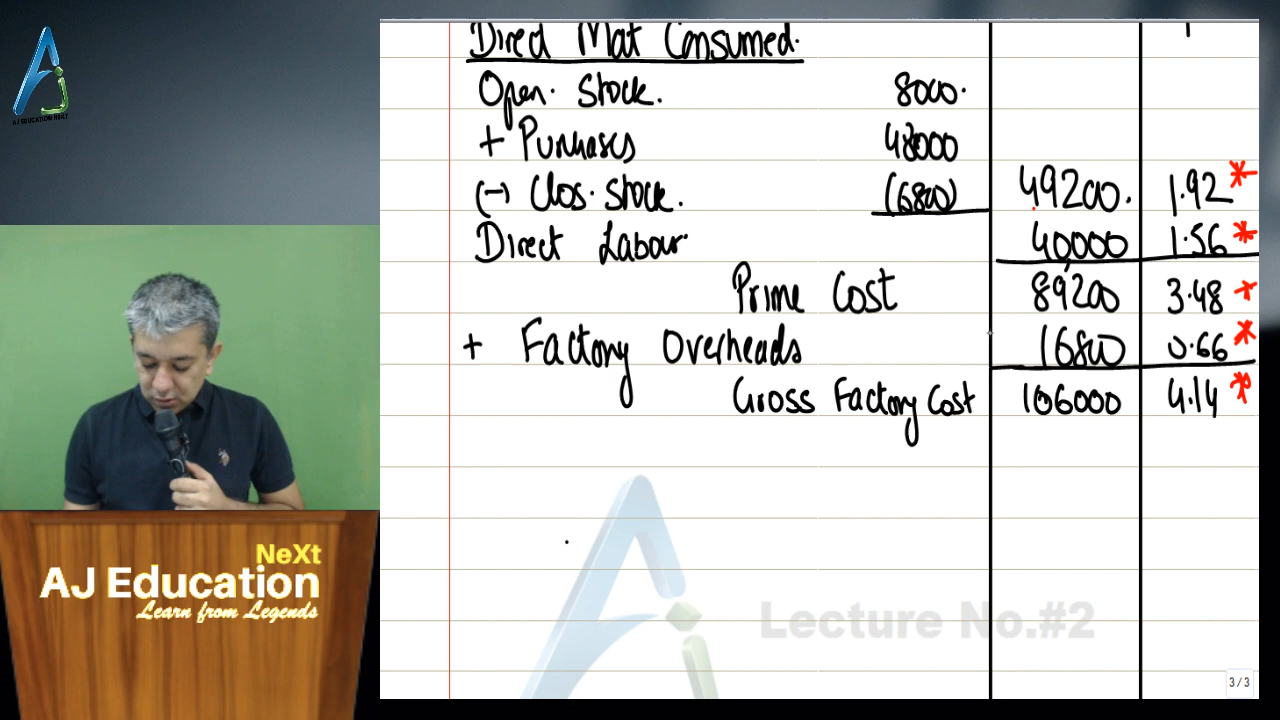 AJ EDUCATION NEXT
Direct Mat Consumed.
Open. Stock. 8000.
+ Purchases 48000
(-) Clos. Stock. (6800) 49200. 1.92 *
Direct Labour 40000 1.56 *
Prime Cost 89200 3.48 *
+ Factory Overheads 16800 0.66 *
Gross Factory Cost 106000 4.14 *
NeXt
AJ Education
Learn from Legends
Lecture No.#2
3/3